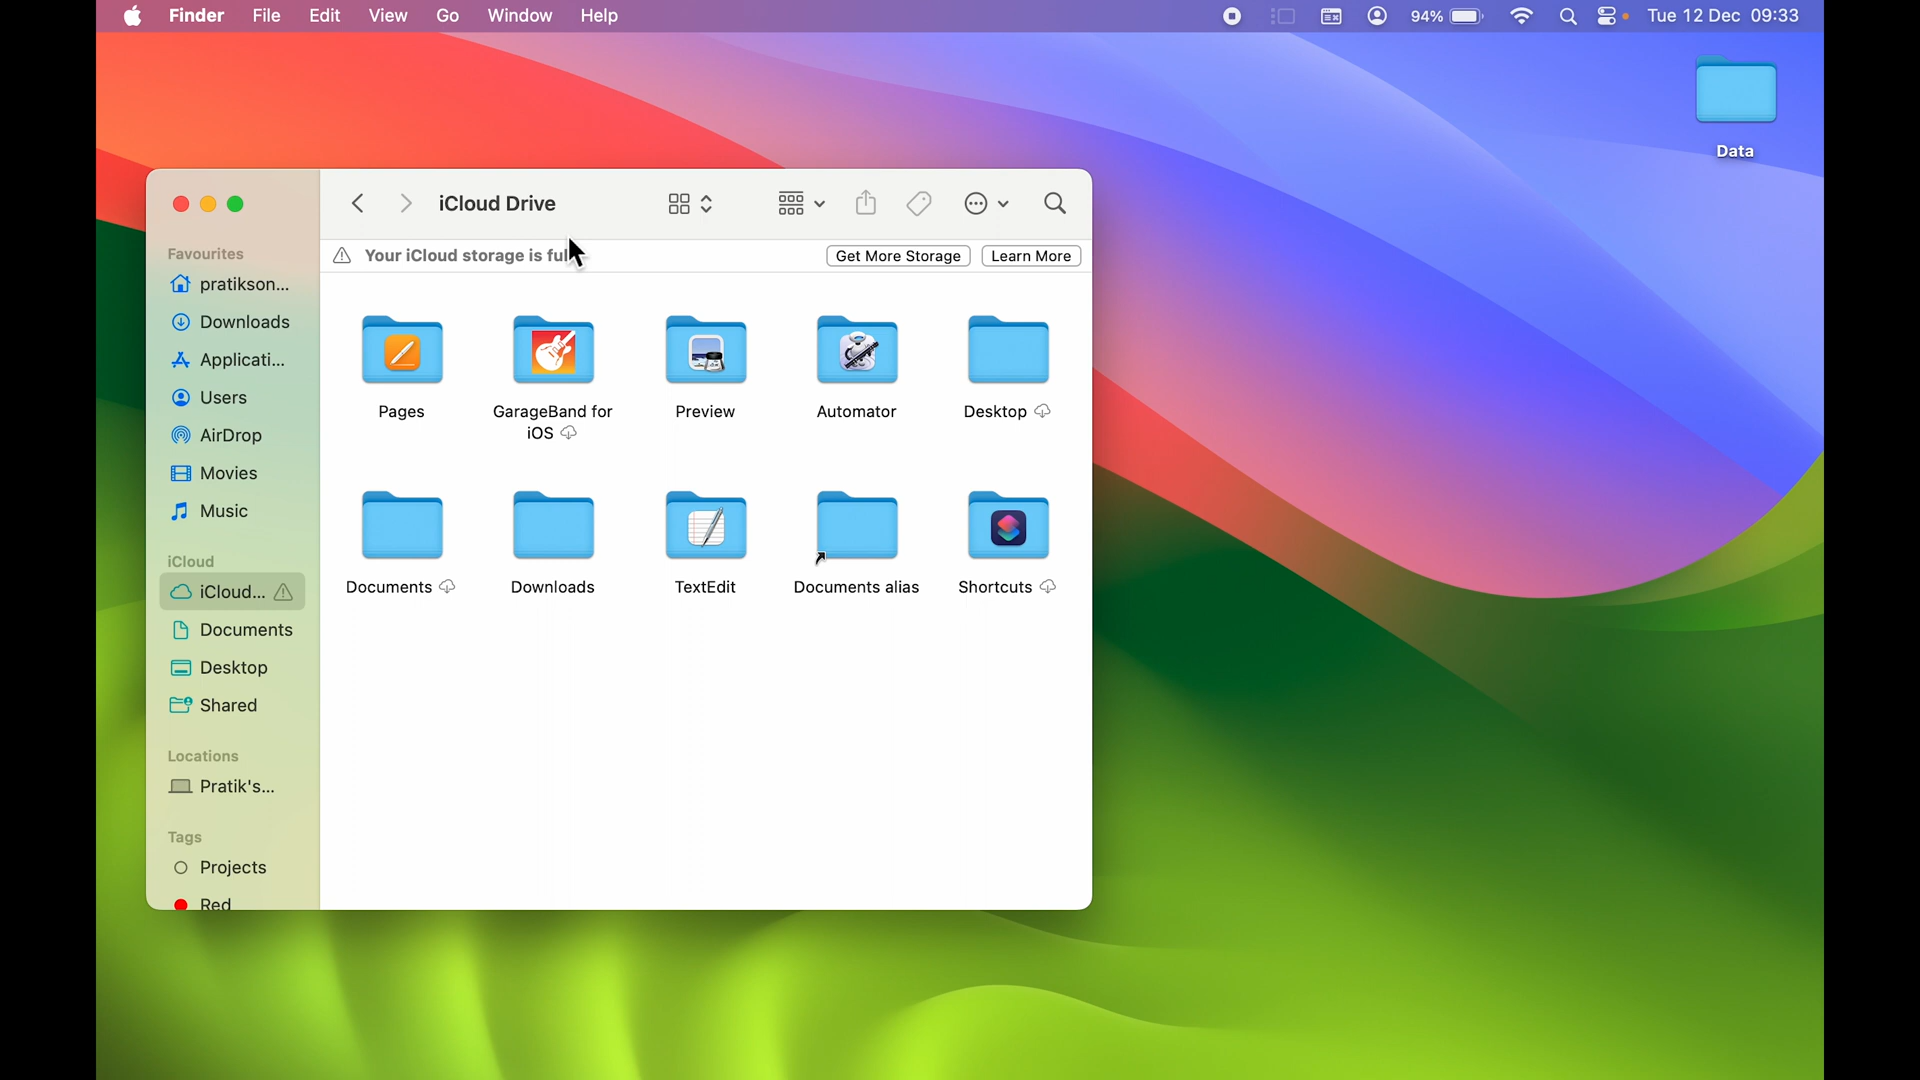 Finder File Edit View Go Window Help 94% Tue 12 Dec 09:33
Data
iCloud Drive
Your iCloud storage is Get More Storage Learn More
Favourites
pratikson...
Downloads
Applicati...
Users
AirDrop
Movies
Music
iCloud
iCloud...
Documents
Desktop
Shared
Locations
Pratik's...
Tags
Projects
Red
Pages
GarageBand for
iOS
Preview
Automator
Desktop
Documents
Downloads
TextEdit
Documents alias
Shortcuts